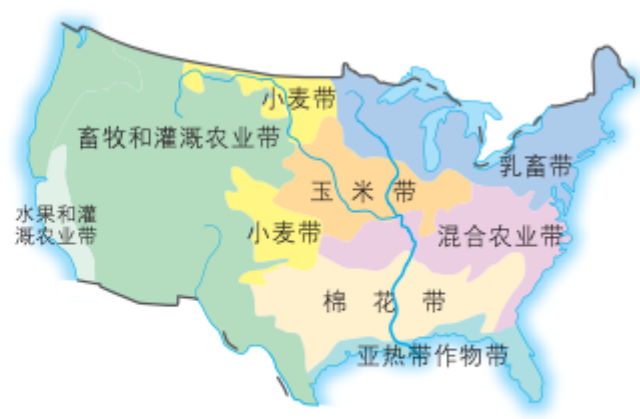 小麦带
畜牧和灌溉农业带
乳畜带
玉米带
水果和灌
溉农业带
小麦带
混合农业带
棉花带
亚热带作物带